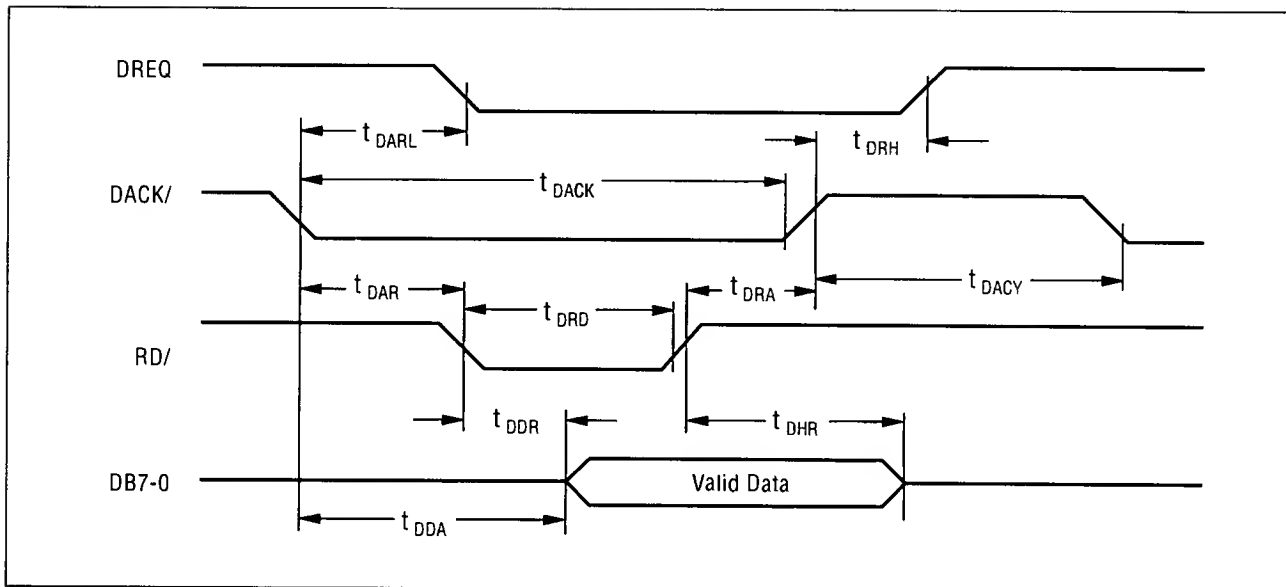 DREQ
t DARL
t DRH
DACK/
t DACK
t DAR
t DRD
t DRA
t DACY
RD/
t DDR
t DHR
DB7-0
Valid Data
t DDA